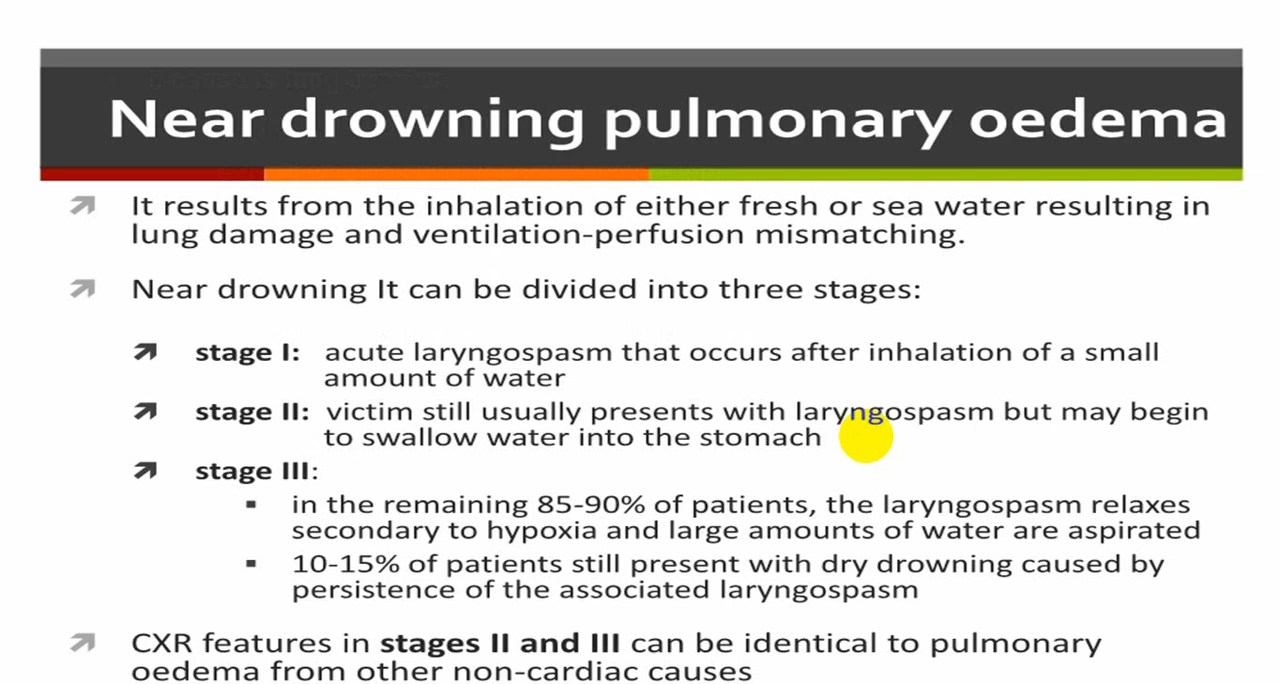 Near drowning pulmonary oedema
It results from the inhalation of either fresh or sea water resulting in
lung damage and ventilation-perfusion mismatching.
Near drowning It can be divided into three stages:
stage I: acute laryngospasm that occurs after inhalation of a small
amount of water
stage II: victim still usually presents with laryngospasm but may begin
to swallow water into the stomach
stage III:
in the remaining 85-90% of patients, the laryngospasm relaxes
secondary to hypoxia and large amounts of water are aspirated
10-15% of patients still present with dry drowning caused by
persistence of the associated laryngospasm
CXR features in stages II and III can be identical to pulmonary
oedema from other non-cardiac causes